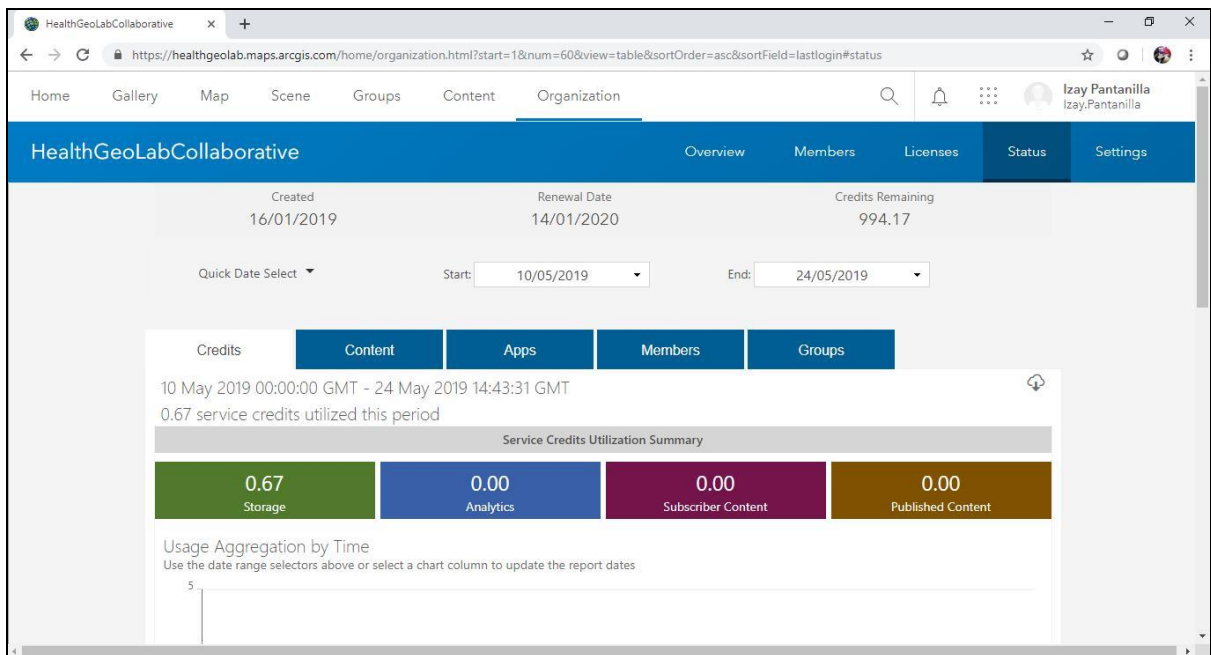 HealthGeoLabCollaborative
https://healthgeolab.maps.arcgis.com/home/organization.html?start=1&num=60&view=table&sortOrder=asc&sortField=lastlogin#status
Home Gallery Map Scene Groups Content Organization Izay Pantanilla
Izay.Pantanilla
HealthGeoLabCollaborative Overview Members Licenses Status Settings
Created Renewal Date Credits Remaining
16/01/2019 14/01/2020 994.17
Quick Date Select Start: 10/05/2019 End: 24/05/2019
Credits Content Apps Members Groups
10 May 2019 00:00:00 GMT - 24 May 2019 14:43:31 GMT
0.67 service credits utilized this period
Service Credits Utilization Summary
0.67 0.00 0.00 0.00
Storage Analytics Subscriber Content Published Content
Usage Aggregation by Time
Use the date range selectors above or select a chart column to update the report dates
5